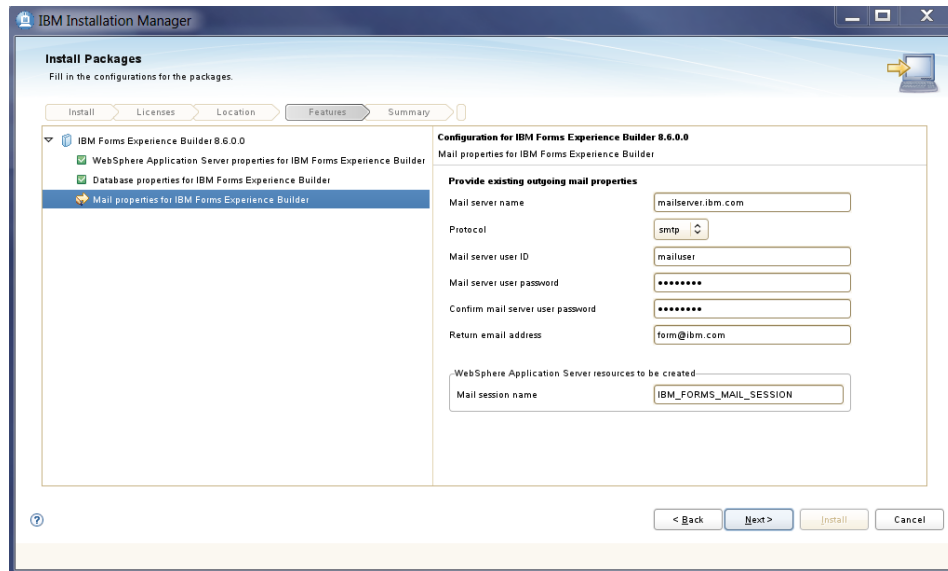 IBM Installation Manager
Install Packages
Fill in the configurations for the packages.
Install Licenses Location Features Summary
IBM Forms Experience Builder 8.6.0.0
WebSphere Application Server properties for IBM Forms Experience Builder
Database properties for IBM Forms Experience Builder
Mail properties for IBM Forms Experience Builder
Configuration for IBM Forms Experience Builder 8.6.0.0
Mail properties for IBM Forms Experience Builder
Provide existing outgoing mail properties
Mail server name mailserver.ibm.com
Protocol smtp
Mail server user ID mailuser
Mail server user password ••••••••
Confirm mail server user password ••••••••
Return email address form@ibm.com
WebSphere Application Server resources to be created
Mail session name IBM_FORMS_MAIL_SESSION
? < Back Next > Install Cancel